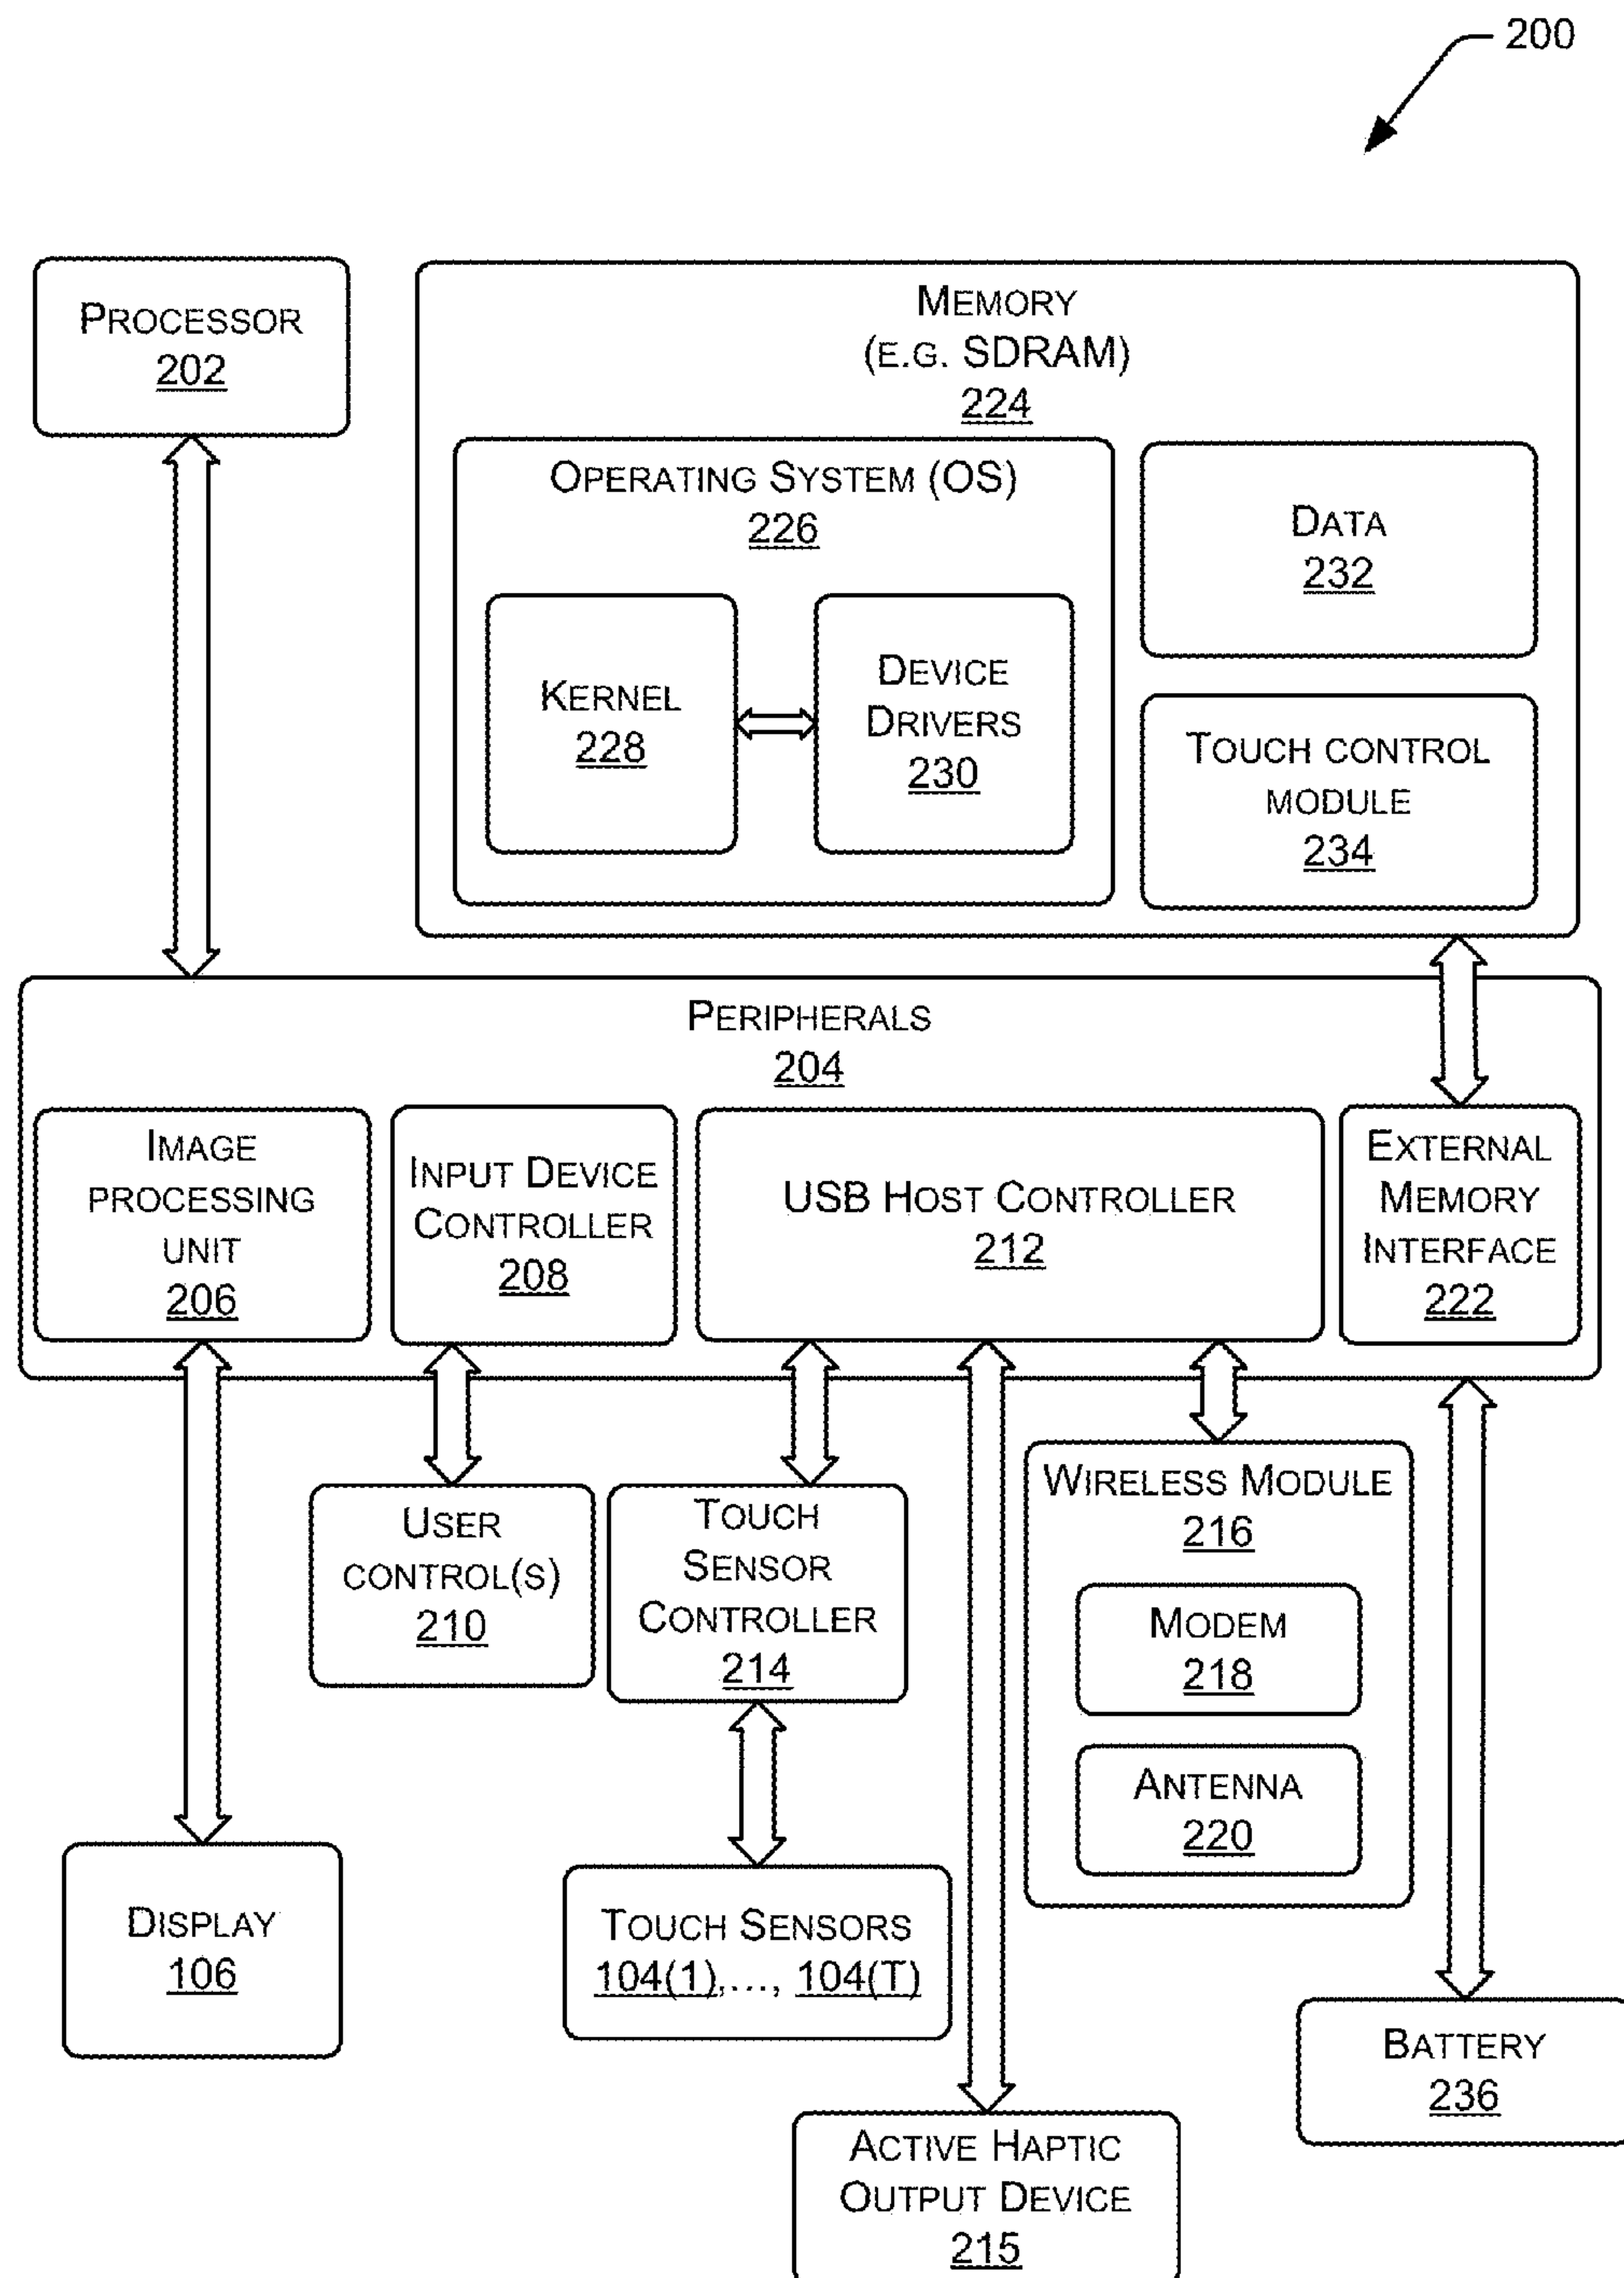 200
PROCESSOR
202
MEMORY
(E.G. SDRAM)
224
OPERATING SYSTEM (OS)
226
KERNEL
228
DEVICE
DRIVERS
230
DATA
232
TOUCH CONTROL
MODULE
234
PERIPHERALS
204
IMAGE
PROCESSING
UNIT
206
INPUT DEVICE
CONTROLLER
208
USB HOST CONTROLLER
212
EXTERNAL
MEMORY
INTERFACE
222
USER
CONTROL(S)
210
TOUCH
SENSOR
CONTROLLER
214
WIRELESS MODULE
216
MODEM
218
ANTENNA
220
DISPLAY
106
TOUCH SENSORS
104(1),..., 104(T)
BATTERY
236
ACTIVE HAPTIC
OUTPUT DEVICE
215